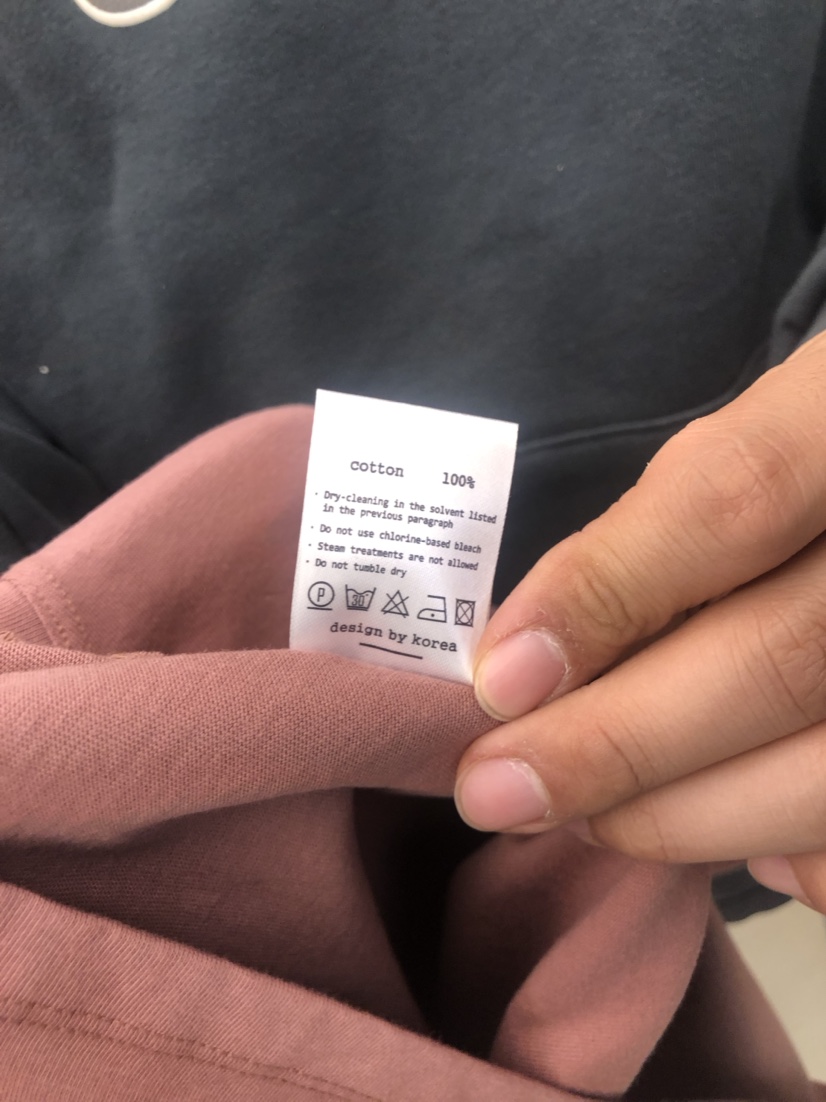 cotton 100%
· Dry-cleaning in the solvent listed
in the previous paragraph
· Do not use chlorine-based bleach
· Steam treatments are not allowed
· Do not tumble dry
P 30°
design by korea